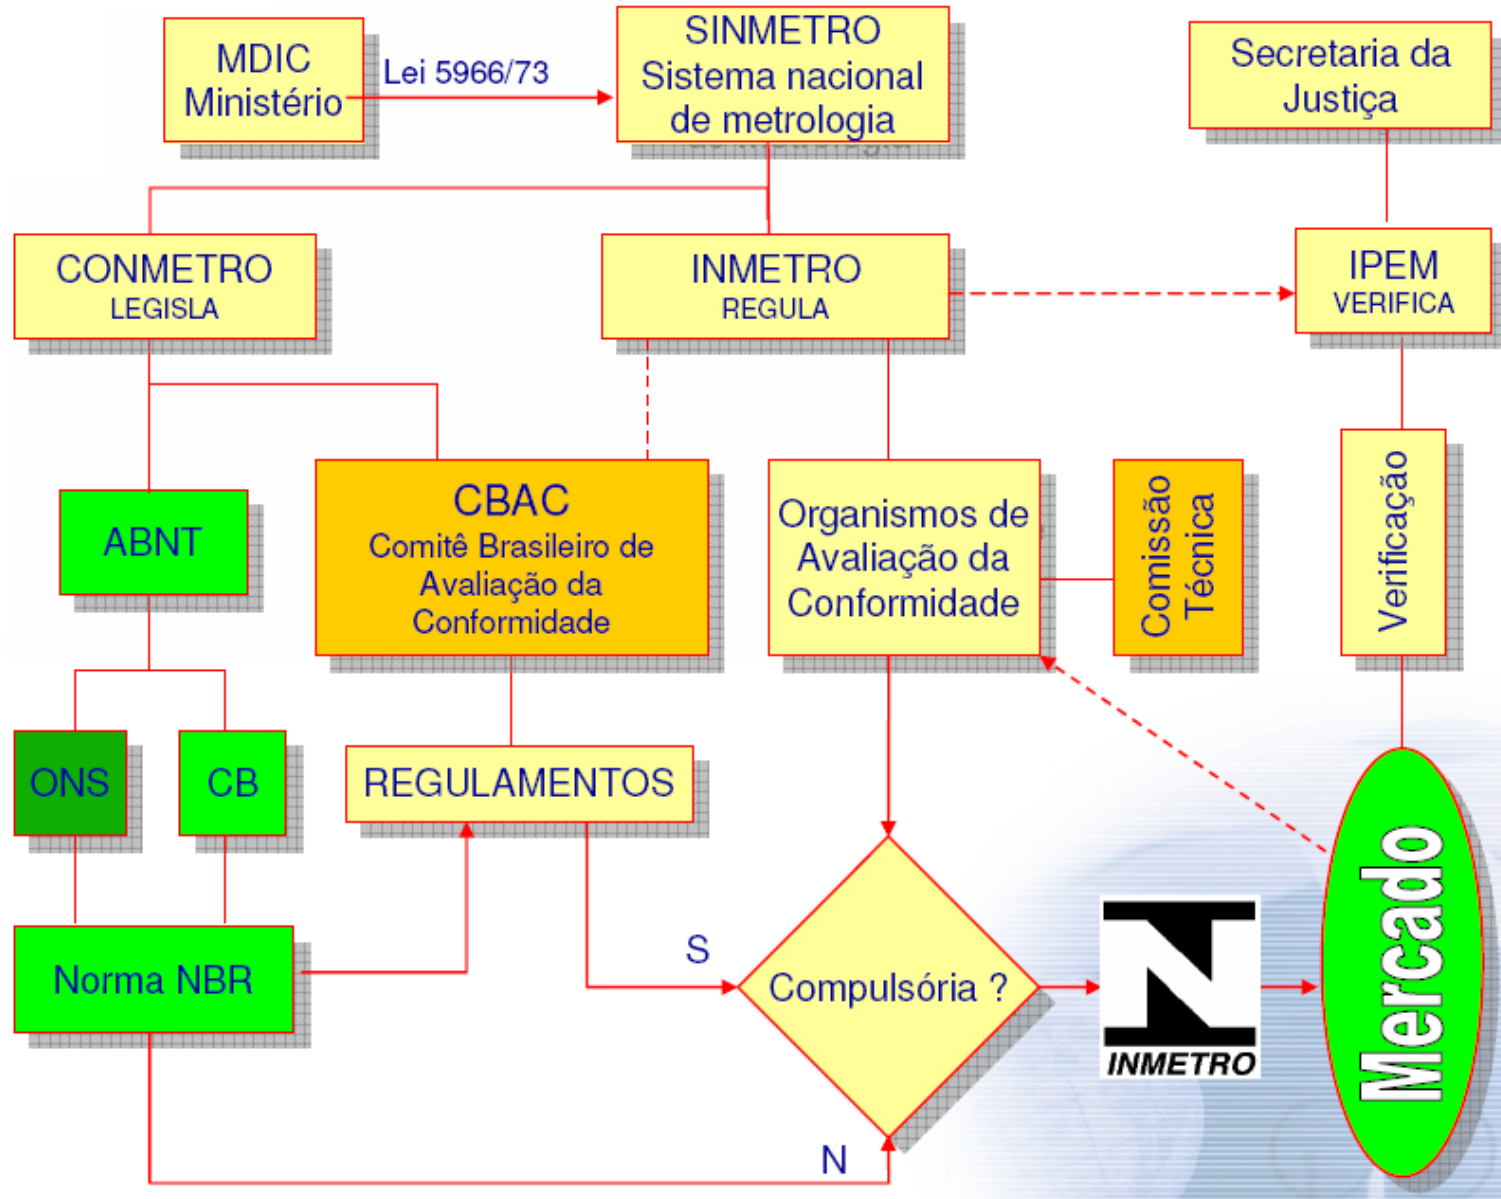 MDIC
Ministério
Lei 5966/73
SINMETRO
Sistema nacional
de metrologia
Secretaria da
Justiça
CONMETRO
LEGISLA
INMETRO
REGULA
IPEM
VERIFICA
ABNT
CBAC
Comitê Brasileiro de
Avaliação da
Conformidade
Organismos de
Avaliação da
Conformidade
Comissão
Técnica
Verificação
ONS
CB
REGULAMENTOS
Norma NBR
S
Compulsória ?
INMETRO
Mercado
N